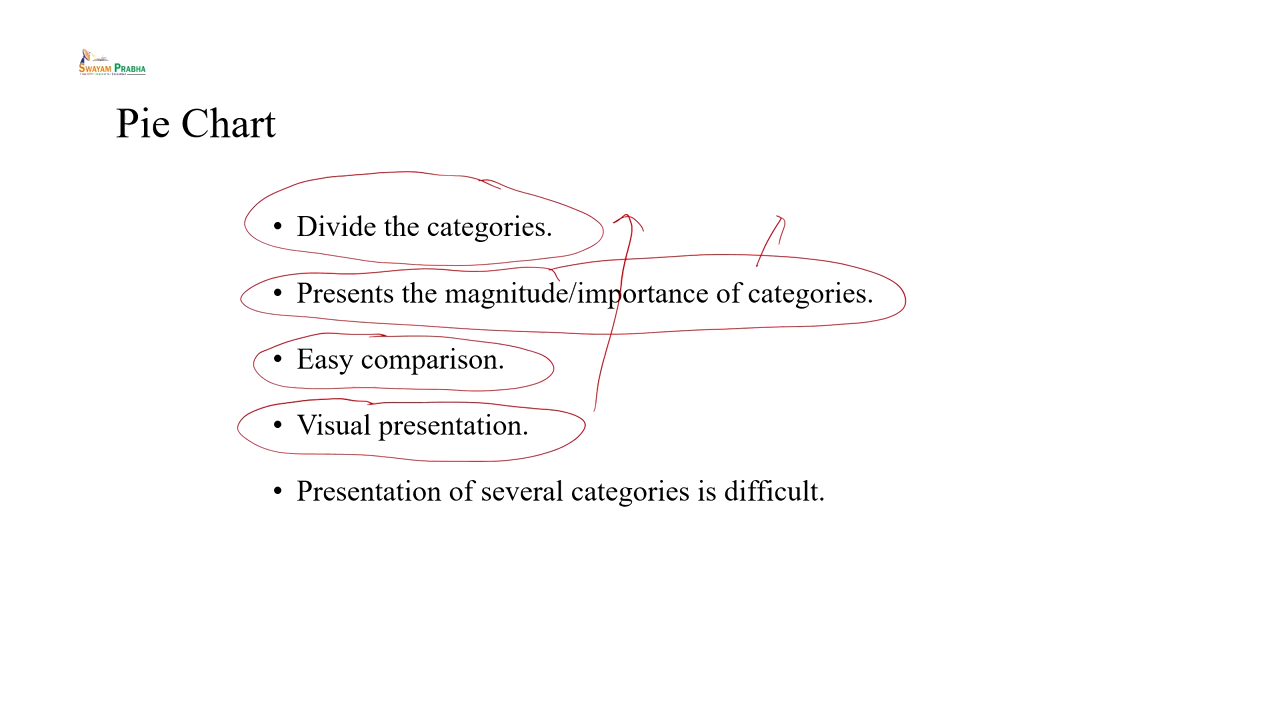 SWAYAM PRABHA
Pie Chart
• Divide the categories.
• Presents the magnitude/importance of categories.
• Easy comparison.
• Visual presentation.
• Presentation of several categories is difficult.